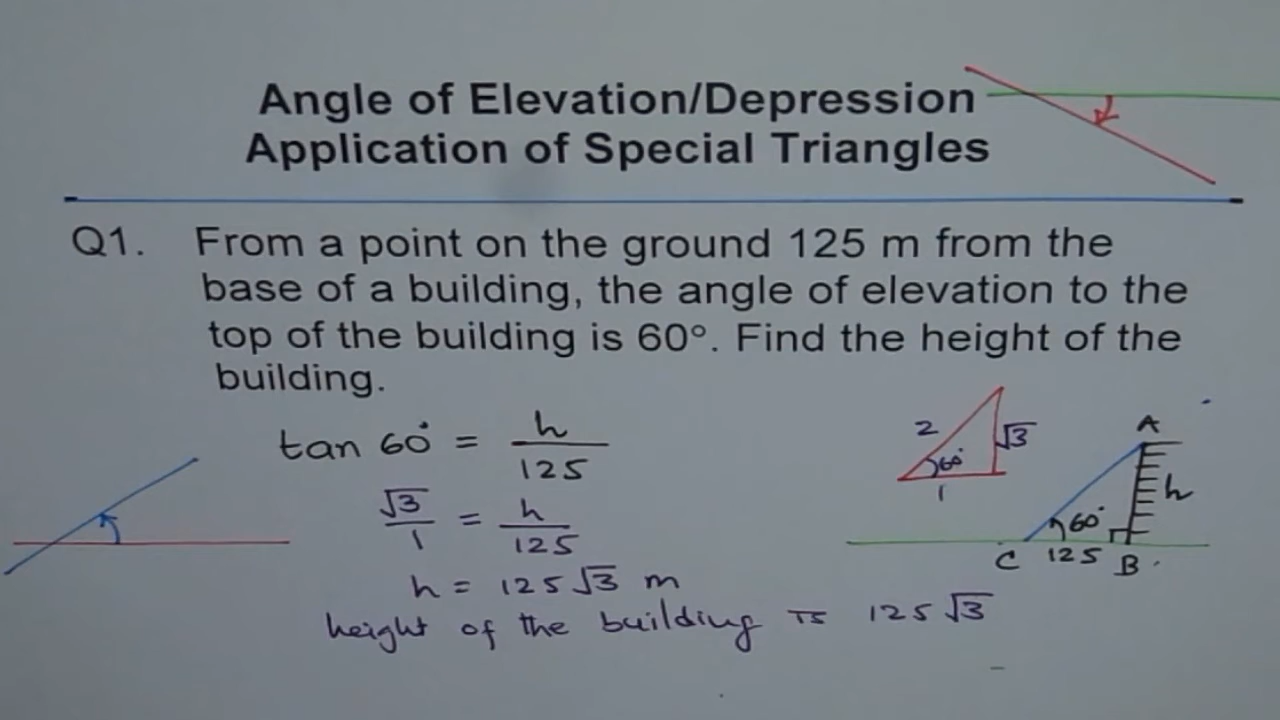 Angle of Elevation/Depression
Application of Special Triangles
Q1. From a point on the ground 125 m from the
base of a building, the angle of elevation to the
top of the building is 60°. Find the height of the
building.
tan 60° = h/125
√3/1 = h/125
h = 125√3 m
height of the building is 125√3
2
√3
60°
1
A
h
60°
C 125 B